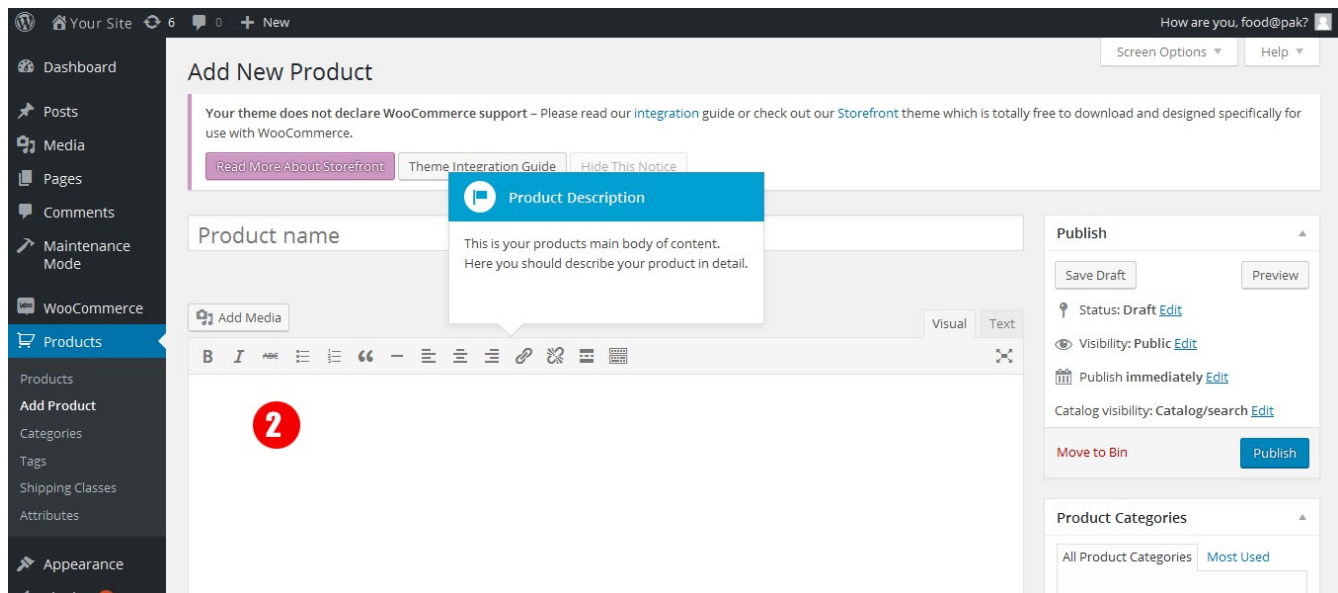 Your Site 6 0 + New
How are you, food@pak?
Screen Options Help
Dashboard
Posts
Media
Pages
Comments
Maintenance
Mode
WooCommerce
Products
Products
Add Product
Categories
Tags
Shipping Classes
Attributes
Appearance
Add New Product
Your theme does not declare WooCommerce support – Please read our integration guide or check out our Storefront theme which is totally free to download and designed specifically for
use with WooCommerce.
Read More About Storefront Theme Integration Guide Hide This Notice
Product Description
This is your products main body of content.
Here you should describe your product in detail.
Product name
Add Media
Visual Text
B I ABC
2
Publish
Save Draft Preview
Status: Draft Edit
Visibility: Public Edit
Publish immediately Edit
Catalog visibility: Catalog/search Edit
Move to Bin Publish
Product Categories
All Product Categories Most Used